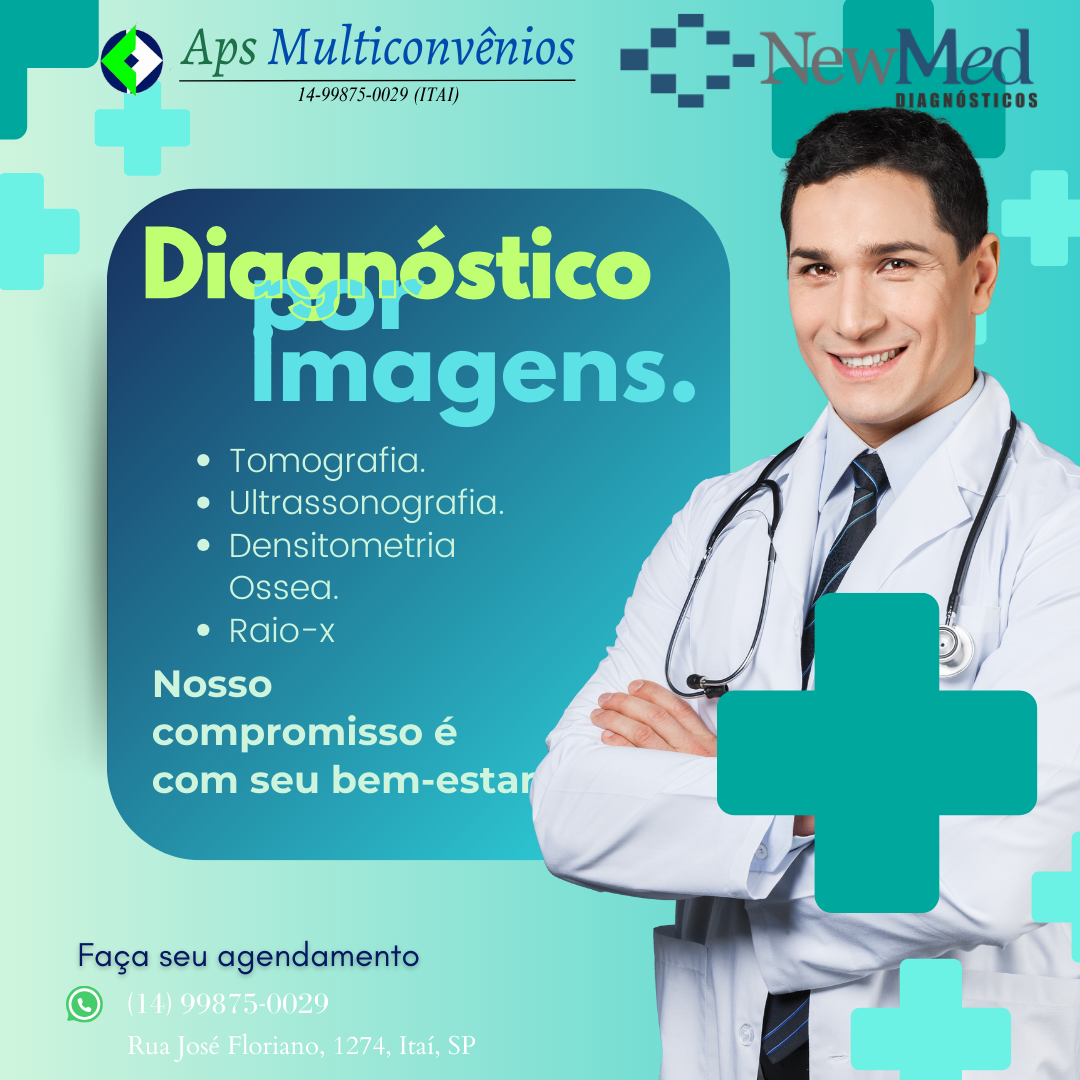 Aps Multiconvênios
14-99875-0029 (ITAI)
NewMed
DIAGNÓSTICOS
Diagnóstico
por
Imagens.
• Tomografia.
• Ultrassonografia.
• Densitometria
Ossea.
• Raio-x
Nosso
compromisso é
com seu bem-estar
Faça seu agendamento
(14) 99875-0029
Rua José Floriano, 1274, Itaí, SP